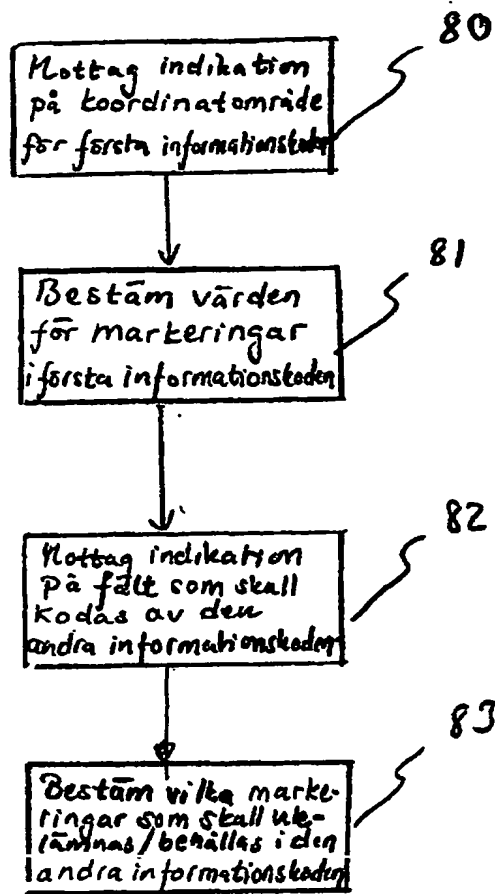 80
Mottag indikation
på koordinatområde
för första informationskoden
81
Bestäm värden
för markeringar
i första informationskoden
82
Mottag indikation
på fält som skall
kodas av den
andra informationskoden
83
Bestäm vilka marke-
ringar som skall ute-
lämnas/behållas i den
andra informationskoden